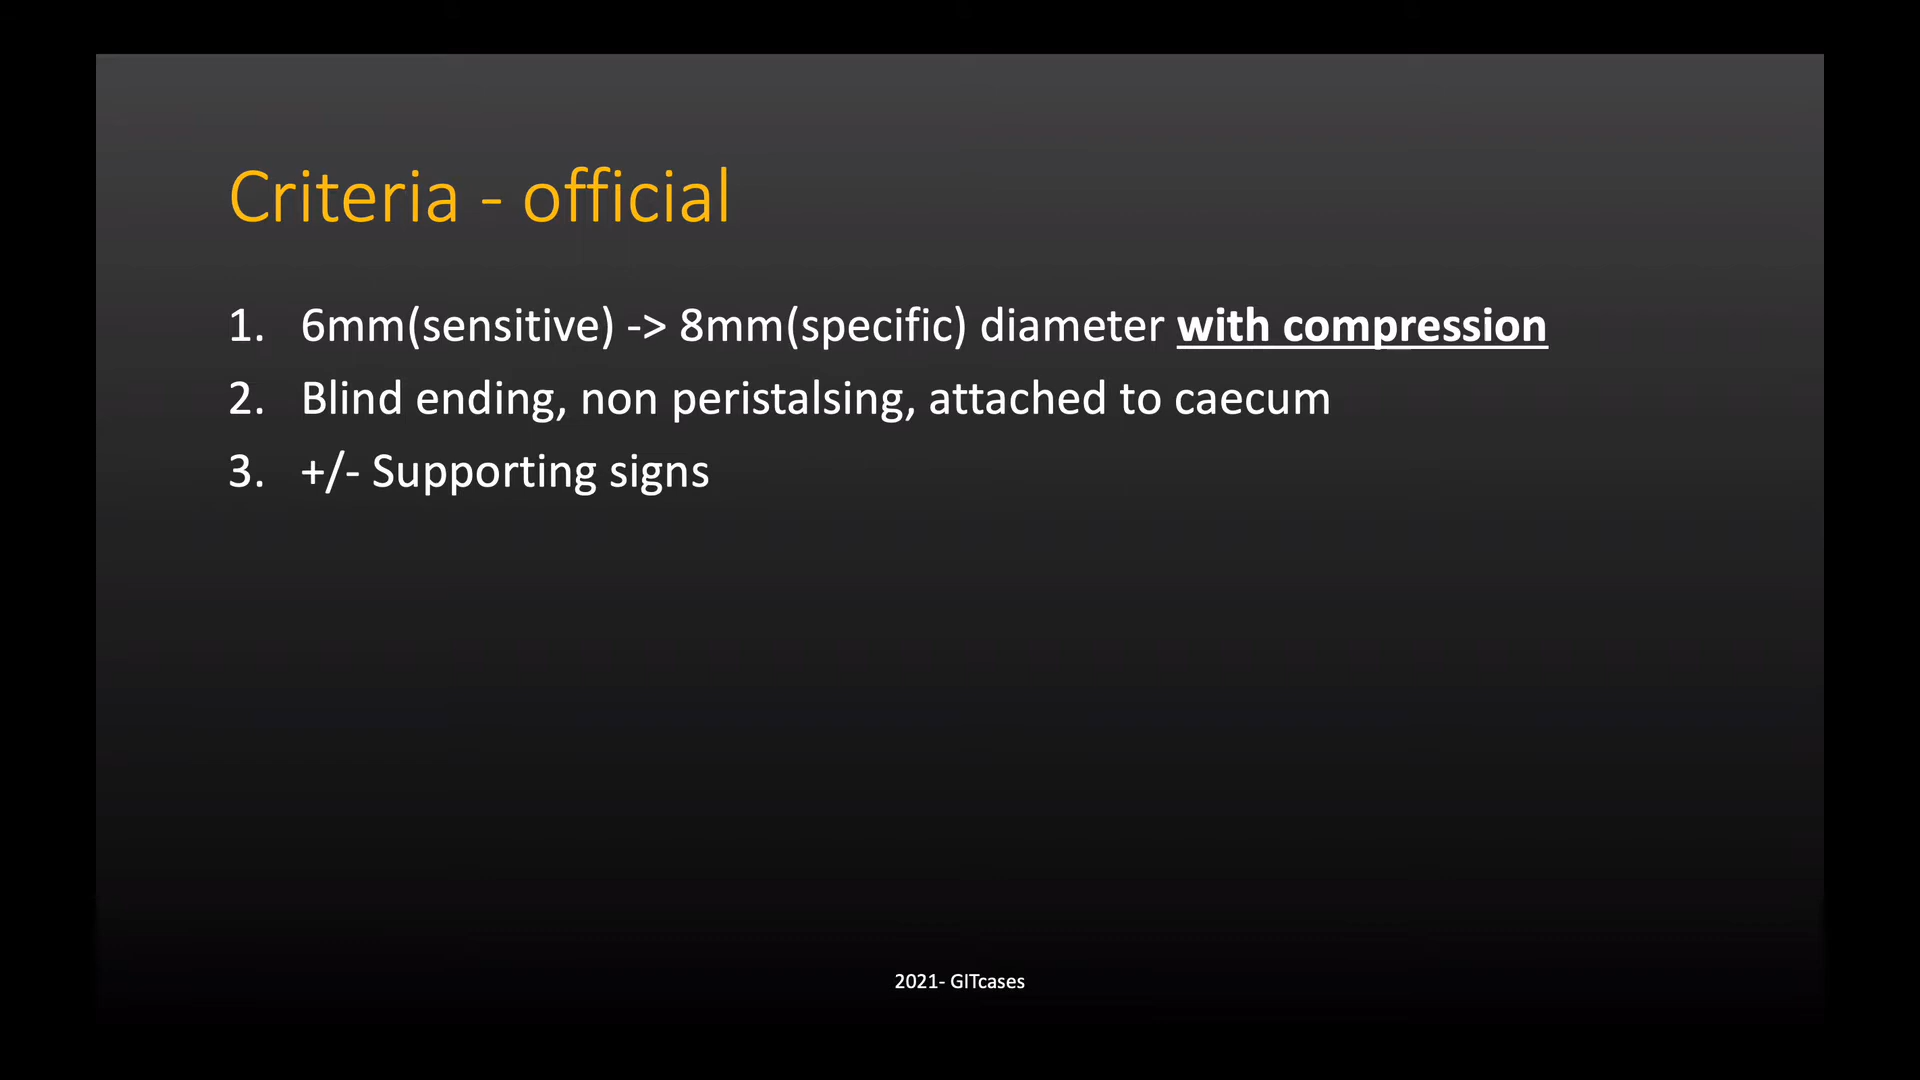 Criteria - official
1. 6mm(sensitive) -> 8mm(specific) diameter with compression
2. Blind ending, non peristalsing, attached to caecum
3. +/- Supporting signs
2021- GITcases